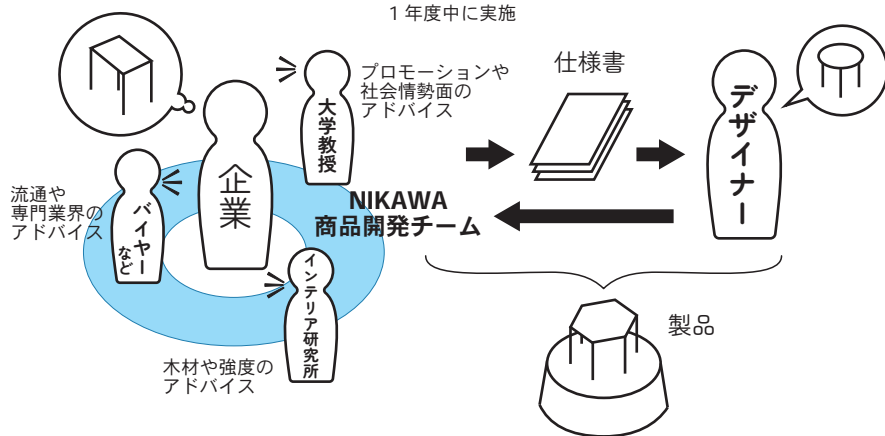 １年度中に実施
プロモーションや
社会情勢面の
アドバイス
大学教授
仕様書
デザイナー
企業
流通や
専門業界の
アドバイス
バイヤー
など
NIKAWA
商品開発チーム
インテリア研究所
木材や強度の
アドバイス
製品